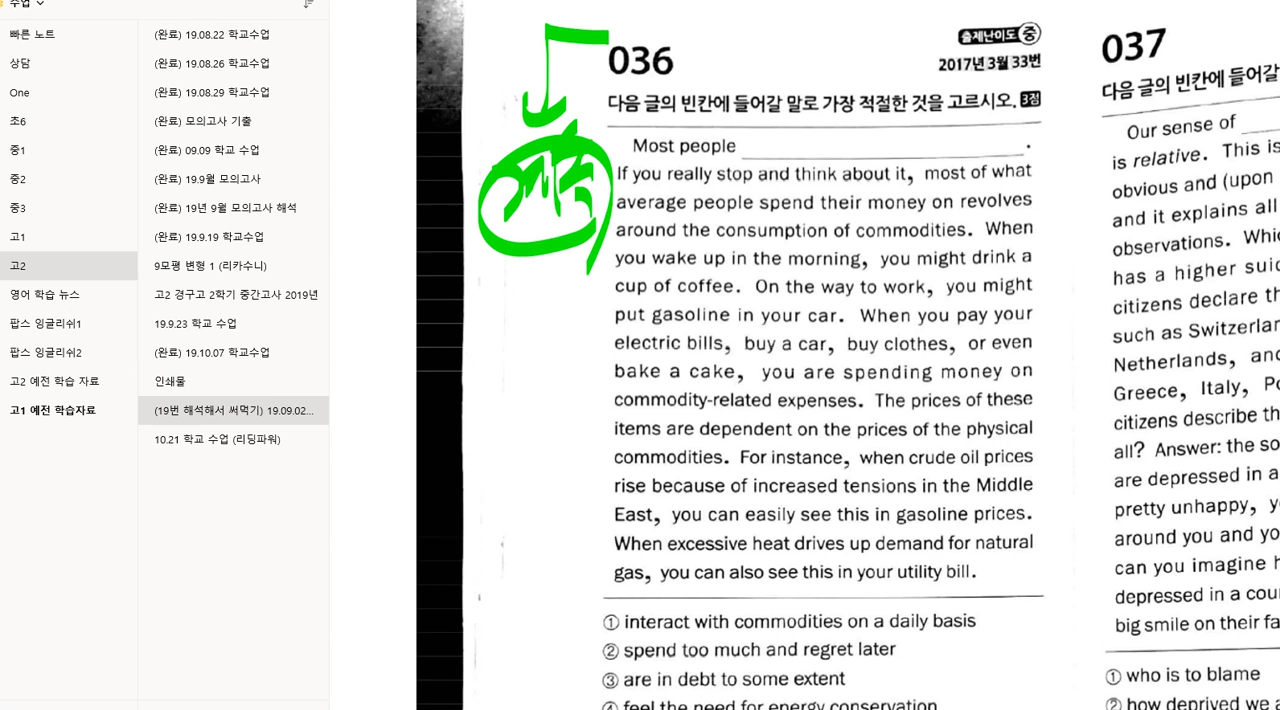 수업
빠른 노트
상담
One
초6
중1
중2
중3
고1
고2
영어 학습 뉴스
팝스 잉글리쉬1
팝스 잉글리쉬2
고2 예전 학습 자료
고1 예전 학습자료
(완료) 19.08.22 학교수업
(완료) 19.08.26 학교수업
(완료) 19.08.29 학교수업
(완료) 모의고사 기출
(완료) 09.09 학교 수업
(완료) 19.9월 모의고사
(완료) 19년 9월 모의고사 해석
(완료) 19.9.19 학교수업
9모평 변형 1 (리카수니)
고2 경구고 2학기 중간고사 2019년
19.9.23 학교 수업
(완료) 19.10.07 학교수업
인쇄물
(19번 해석해서 써먹기) 19.09.02...
10.21 학교 수업 (리딩파워)
출제난이도 중
036
2017년 3월 33번
다음 글의 빈칸에 들어갈 말로 가장 적절한 것을 고르시오. 3점
Most people ____________________.
If you really stop and think about it, most of what
average people spend their money on revolves
around the consumption of commodities. When
you wake up in the morning, you might drink a
cup of coffee. On the way to work, you might
put gasoline in your car. When you pay your
electric bills, buy a car, buy clothes, or even
bake a cake, you are spending money on
commodity-related expenses. The prices of these
items are dependent on the prices of the physical
commodities. For instance, when crude oil prices
rise because of increased tensions in the Middle
East, you can easily see this in gasoline prices.
When excessive heat drives up demand for natural
gas, you can also see this in your utility bill.
① interact with commodities on a daily basis
② spend too much and regret later
③ are in debt to some extent
④ feel the need for energy conservation
037
다음 글의 빈칸에 들어갈
Our sense of ____
is relative. This is
obvious and (upon
and it explains all
observations.
has a higher
citizens declare
such as
Netherlands,
Greece, Italy,
citizens describe
all? Answer: the
are depressed in a
pretty unhappy,
around you and
can you imagine
depressed in a
big smile on their
① who is to blame
② how deprived we